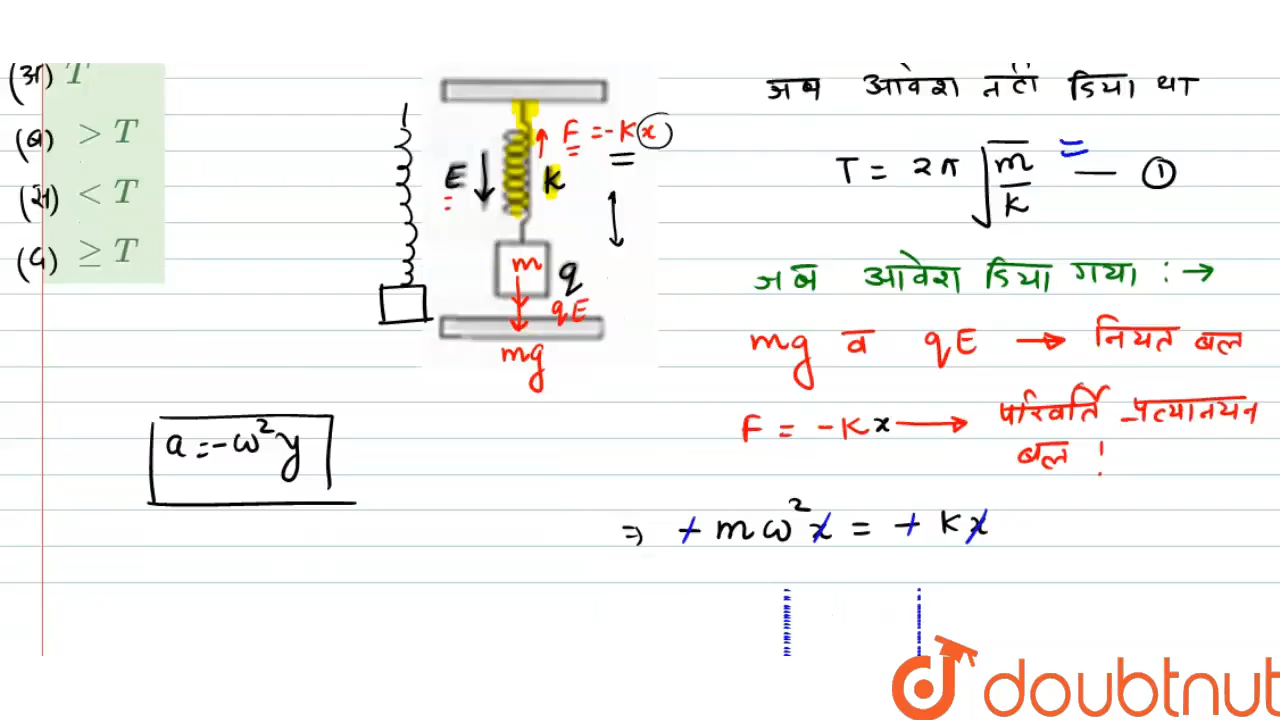 (अ) T
(ब) > T
(स) < T
(द) ≥ T
F = -K x
=
E
K
m
q
qE
mg
a = -ω²y
जब आवेश नहीं दिया था
T = 2π √(m/k) — ①
जब आवेश दिया गया : →
mg व qE → नियत बल
F = -Kx → परिवर्ति प्रत्यानयन
बल !
⇒ + mω²x = + Kx
doubtnut